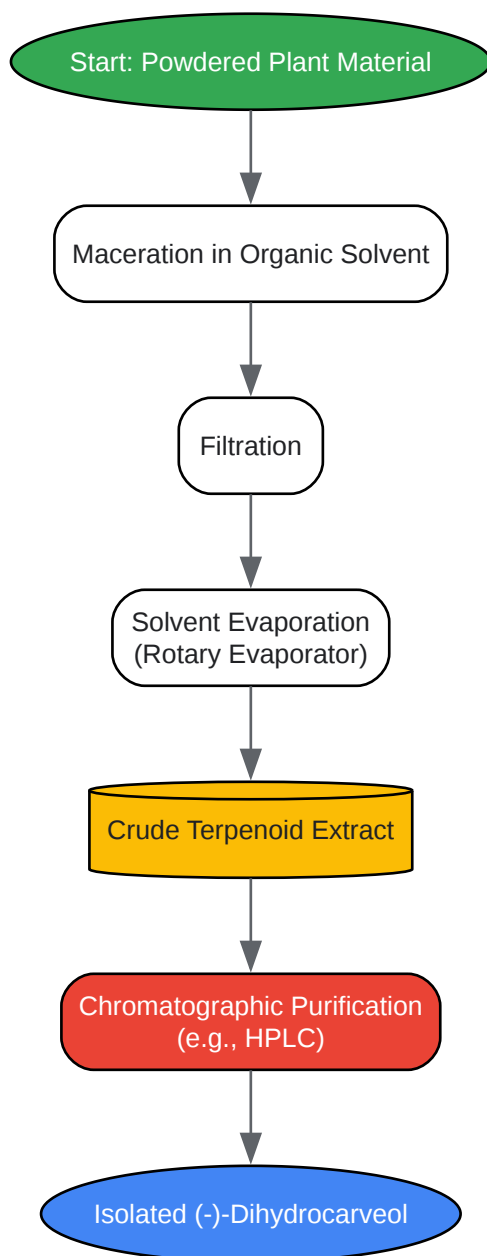 Start: Powdered Plant Material
Maceration in Organic Solvent
Filtration
Solvent Evaporation
(Rotary Evaporator)
Crude Terpenoid Extract
Chromatographic Purification
(e.g., HPLC)
Isolated (-)-Dihydrocarveol